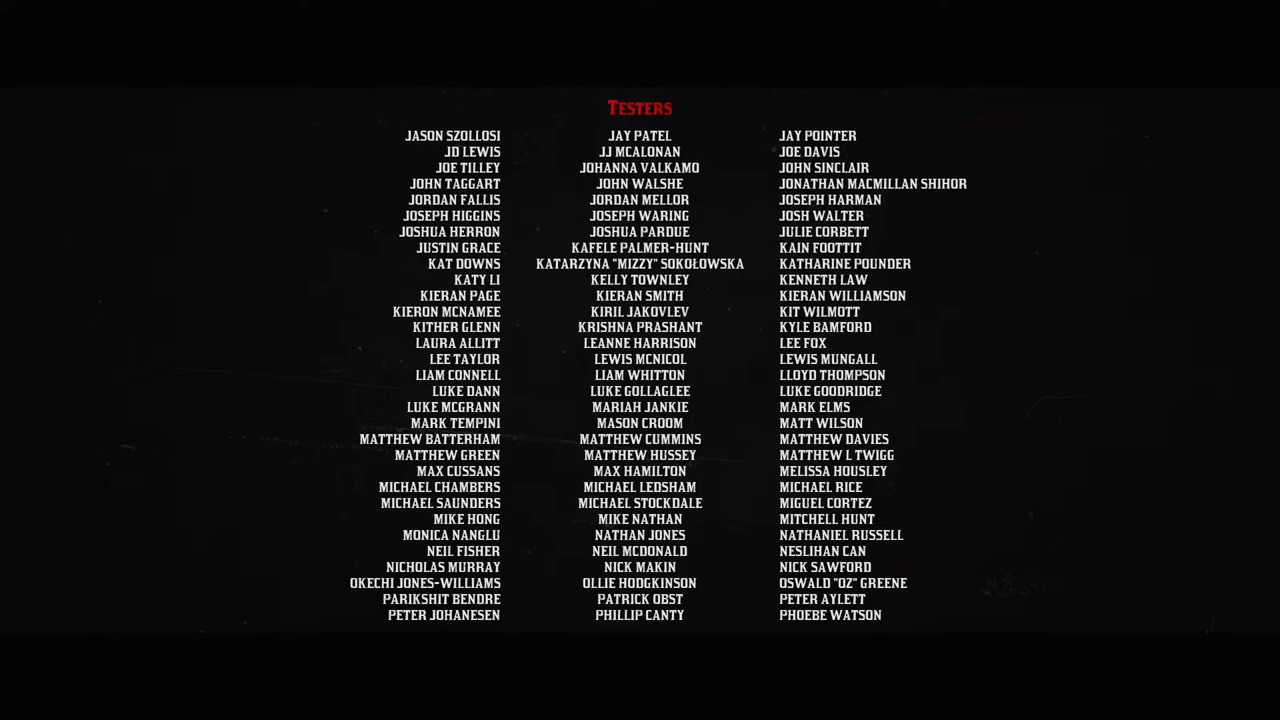 TESTERS
JASON SZOLLOSI JAY PATEL JAY POINTER
JD LEWIS JJ MCALONAN JOE DAVIS
JOE TILLEY JOHANNA VALKAMO JOHN SINCLAIR
JOHN TAGGART JOHN WALSHE JONATHAN MACMILLAN SHIHOR
JORDAN FALLIS JORDAN MELLOR JOSEPH HARMAN
JOSEPH HIGGINS JOSEPH WARING JOSH WALTER
JOSHUA HERRON JOSHUA PARDUE JULIE CORBETT
JUSTIN GRACE KAFELE PALMER-HUNT KAIN FOOTTIT
KAT DOWNS KATARZYNA "MIZZY" SOKOŁOWSKA KATHARINE POUNDER
KATY LI KELLY TOWNLEY KENNETH LAW
KIERAN PAGE KIERAN SMITH KIERAN WILLIAMSON
KIERON MCNAMEE KIRIL JAKOVLEV KIT WILMOTT
KITHER GLENN KRISHNA PRASHANT KYLE BAMFORD
LAURA ALLITT LEANNE HARRISON LEE FOX
LEE TAYLOR LEWIS MCNICOL LEWIS MUNGALL
LIAM CONNELL LIAM WHITTON LLOYD THOMPSON
LUKE DANN LUKE GOLLAGLEE LUKE GOODRIDGE
LUKE MCGRANN MARIAH JANKIE MARK ELMS
MARK TEMPINI MASON CROOM MATT WILSON
MATTHEW BATTERHAM MATTHEW CUMMINS MATTHEW DAVIES
MATTHEW GREEN MATTHEW HUSSEY MATTHEW L TWIGG
MAX CUSSANS MAX HAMILTON MELISSA HOUSLEY
MICHAEL CHAMBERS MICHAEL LEDSHAM MICHAEL RICE
MICHAEL SAUNDERS MICHAEL STOCKDALE MIGUEL CORTEZ
MIKE HONG MIKE NATHAN MITCHELL HUNT
MONICA NANGLU NATHAN JONES NATHANIEL RUSSELL
NEIL FISHER NEIL MCDONALD NESLIHAN CAN
NICHOLAS MURRAY NICK MAKIN NICK SAWFORD
OKECHI JONES-WILLIAMS OLLIE HODGKINSON OSWALD "OZ" GREENE
PARIKSHIT BENDRE PATRICK OBST PETER AYLETT
PETER JOHANESEN PHILLIP CANTY PHOEBE WATSON